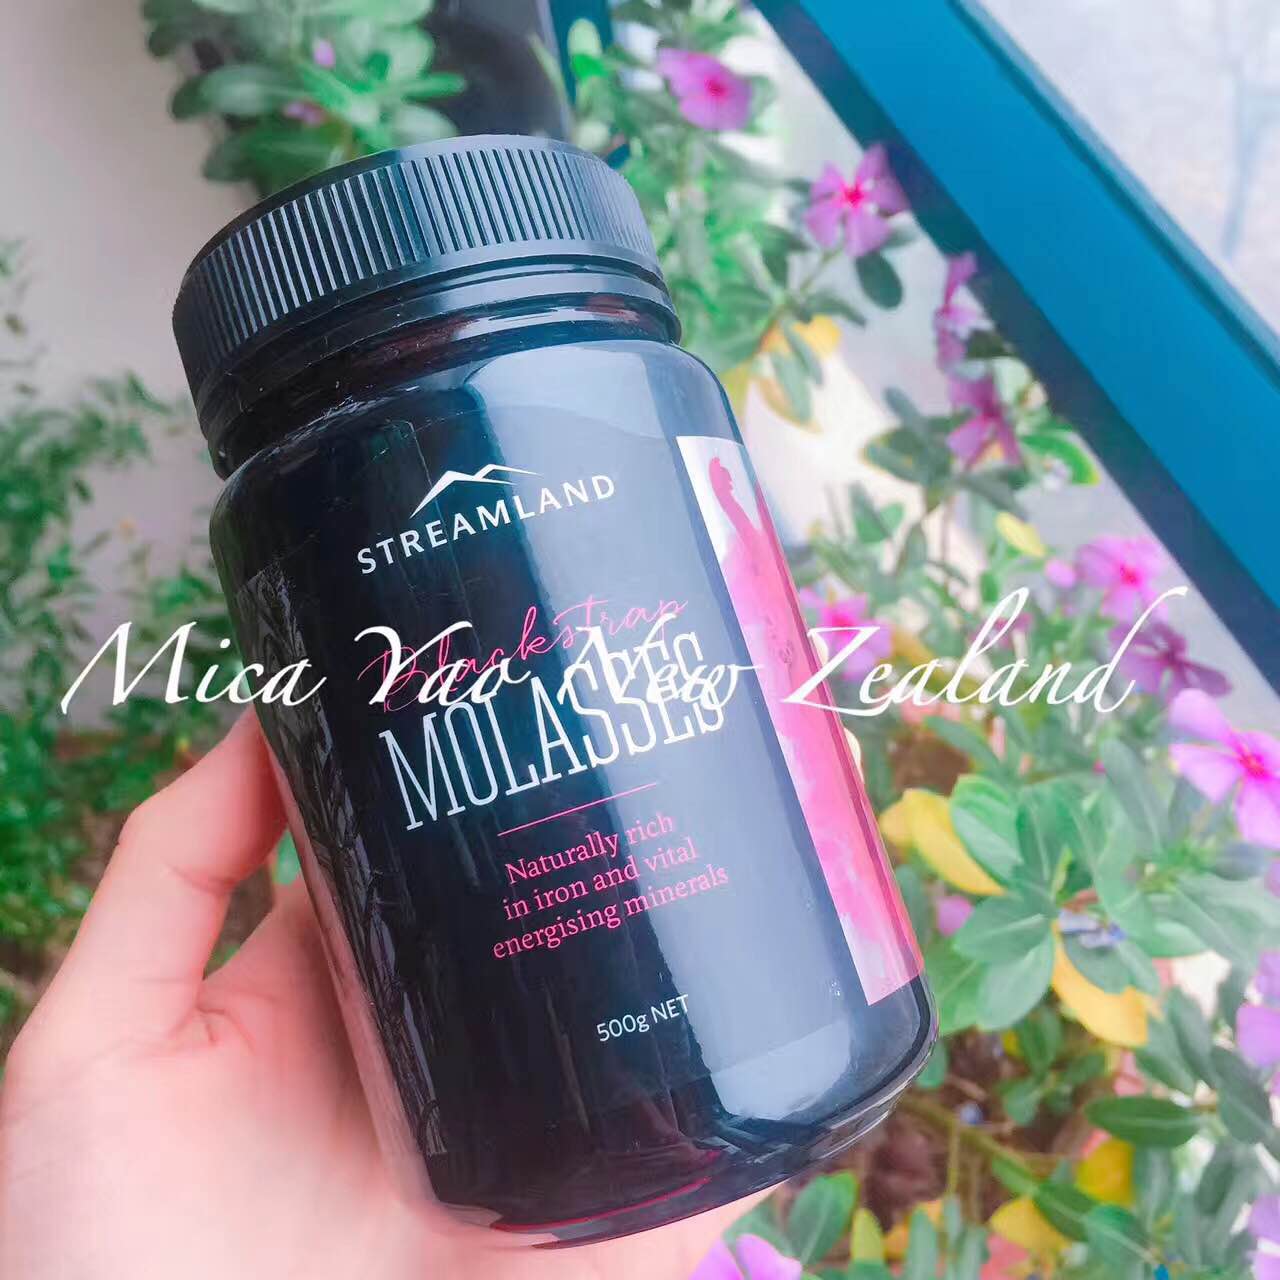 STREAMLAND
Blackstrap
MOLASSES
Mica Yao New Zealand
Naturally rich
in iron and vital
energising minerals
500g NET